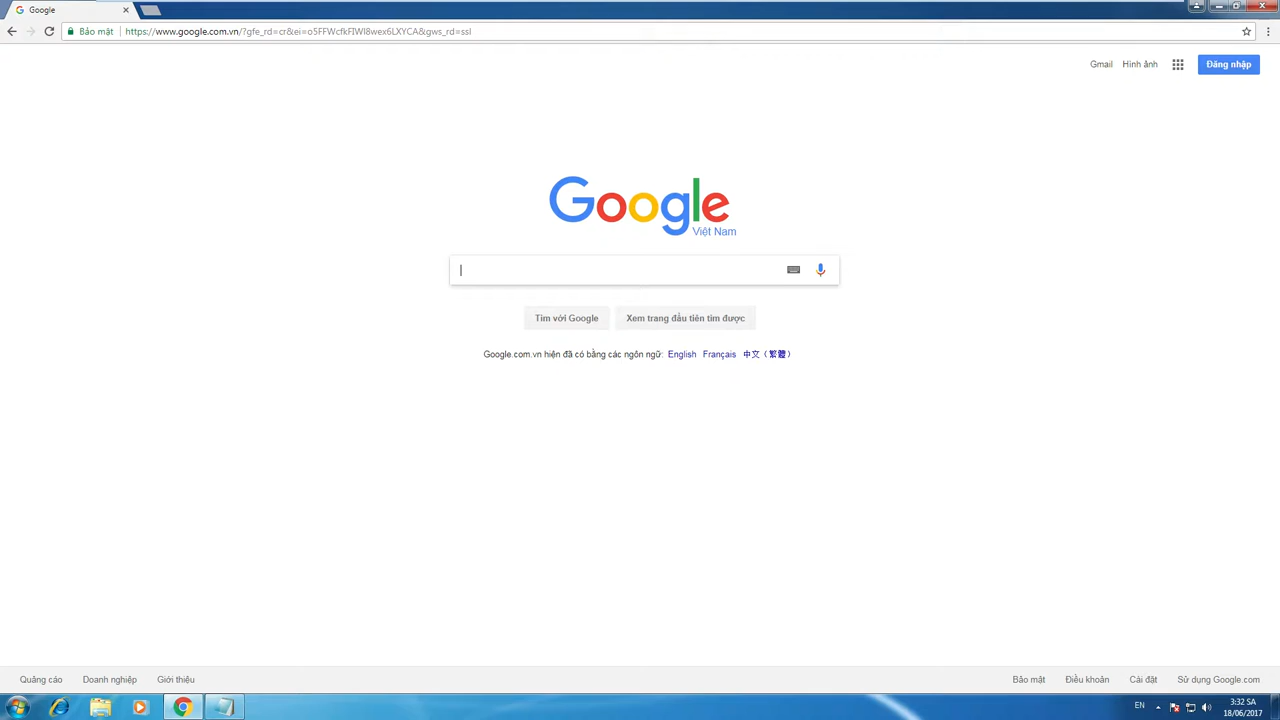 Google
Bảo mật
https://www.google.com.vn/?gfe_rd=cr&ei=o5FFWcfkFIWl8wex6LXYCA&gws_rd=ssl
Gmail Hình ảnh Đăng nhập
Google
Việt Nam
Tìm với Google Xem trang đầu tiên tìm được
Google.com.vn hiện đã có bằng các ngôn ngữ: English Français 中文（繁體）
Quảng cáo Doanh nghiệp Giới thiệu Bảo mật Điều khoản Cài đặt Sử dụng Google.com
EN 3:32 SA
18/06/2017